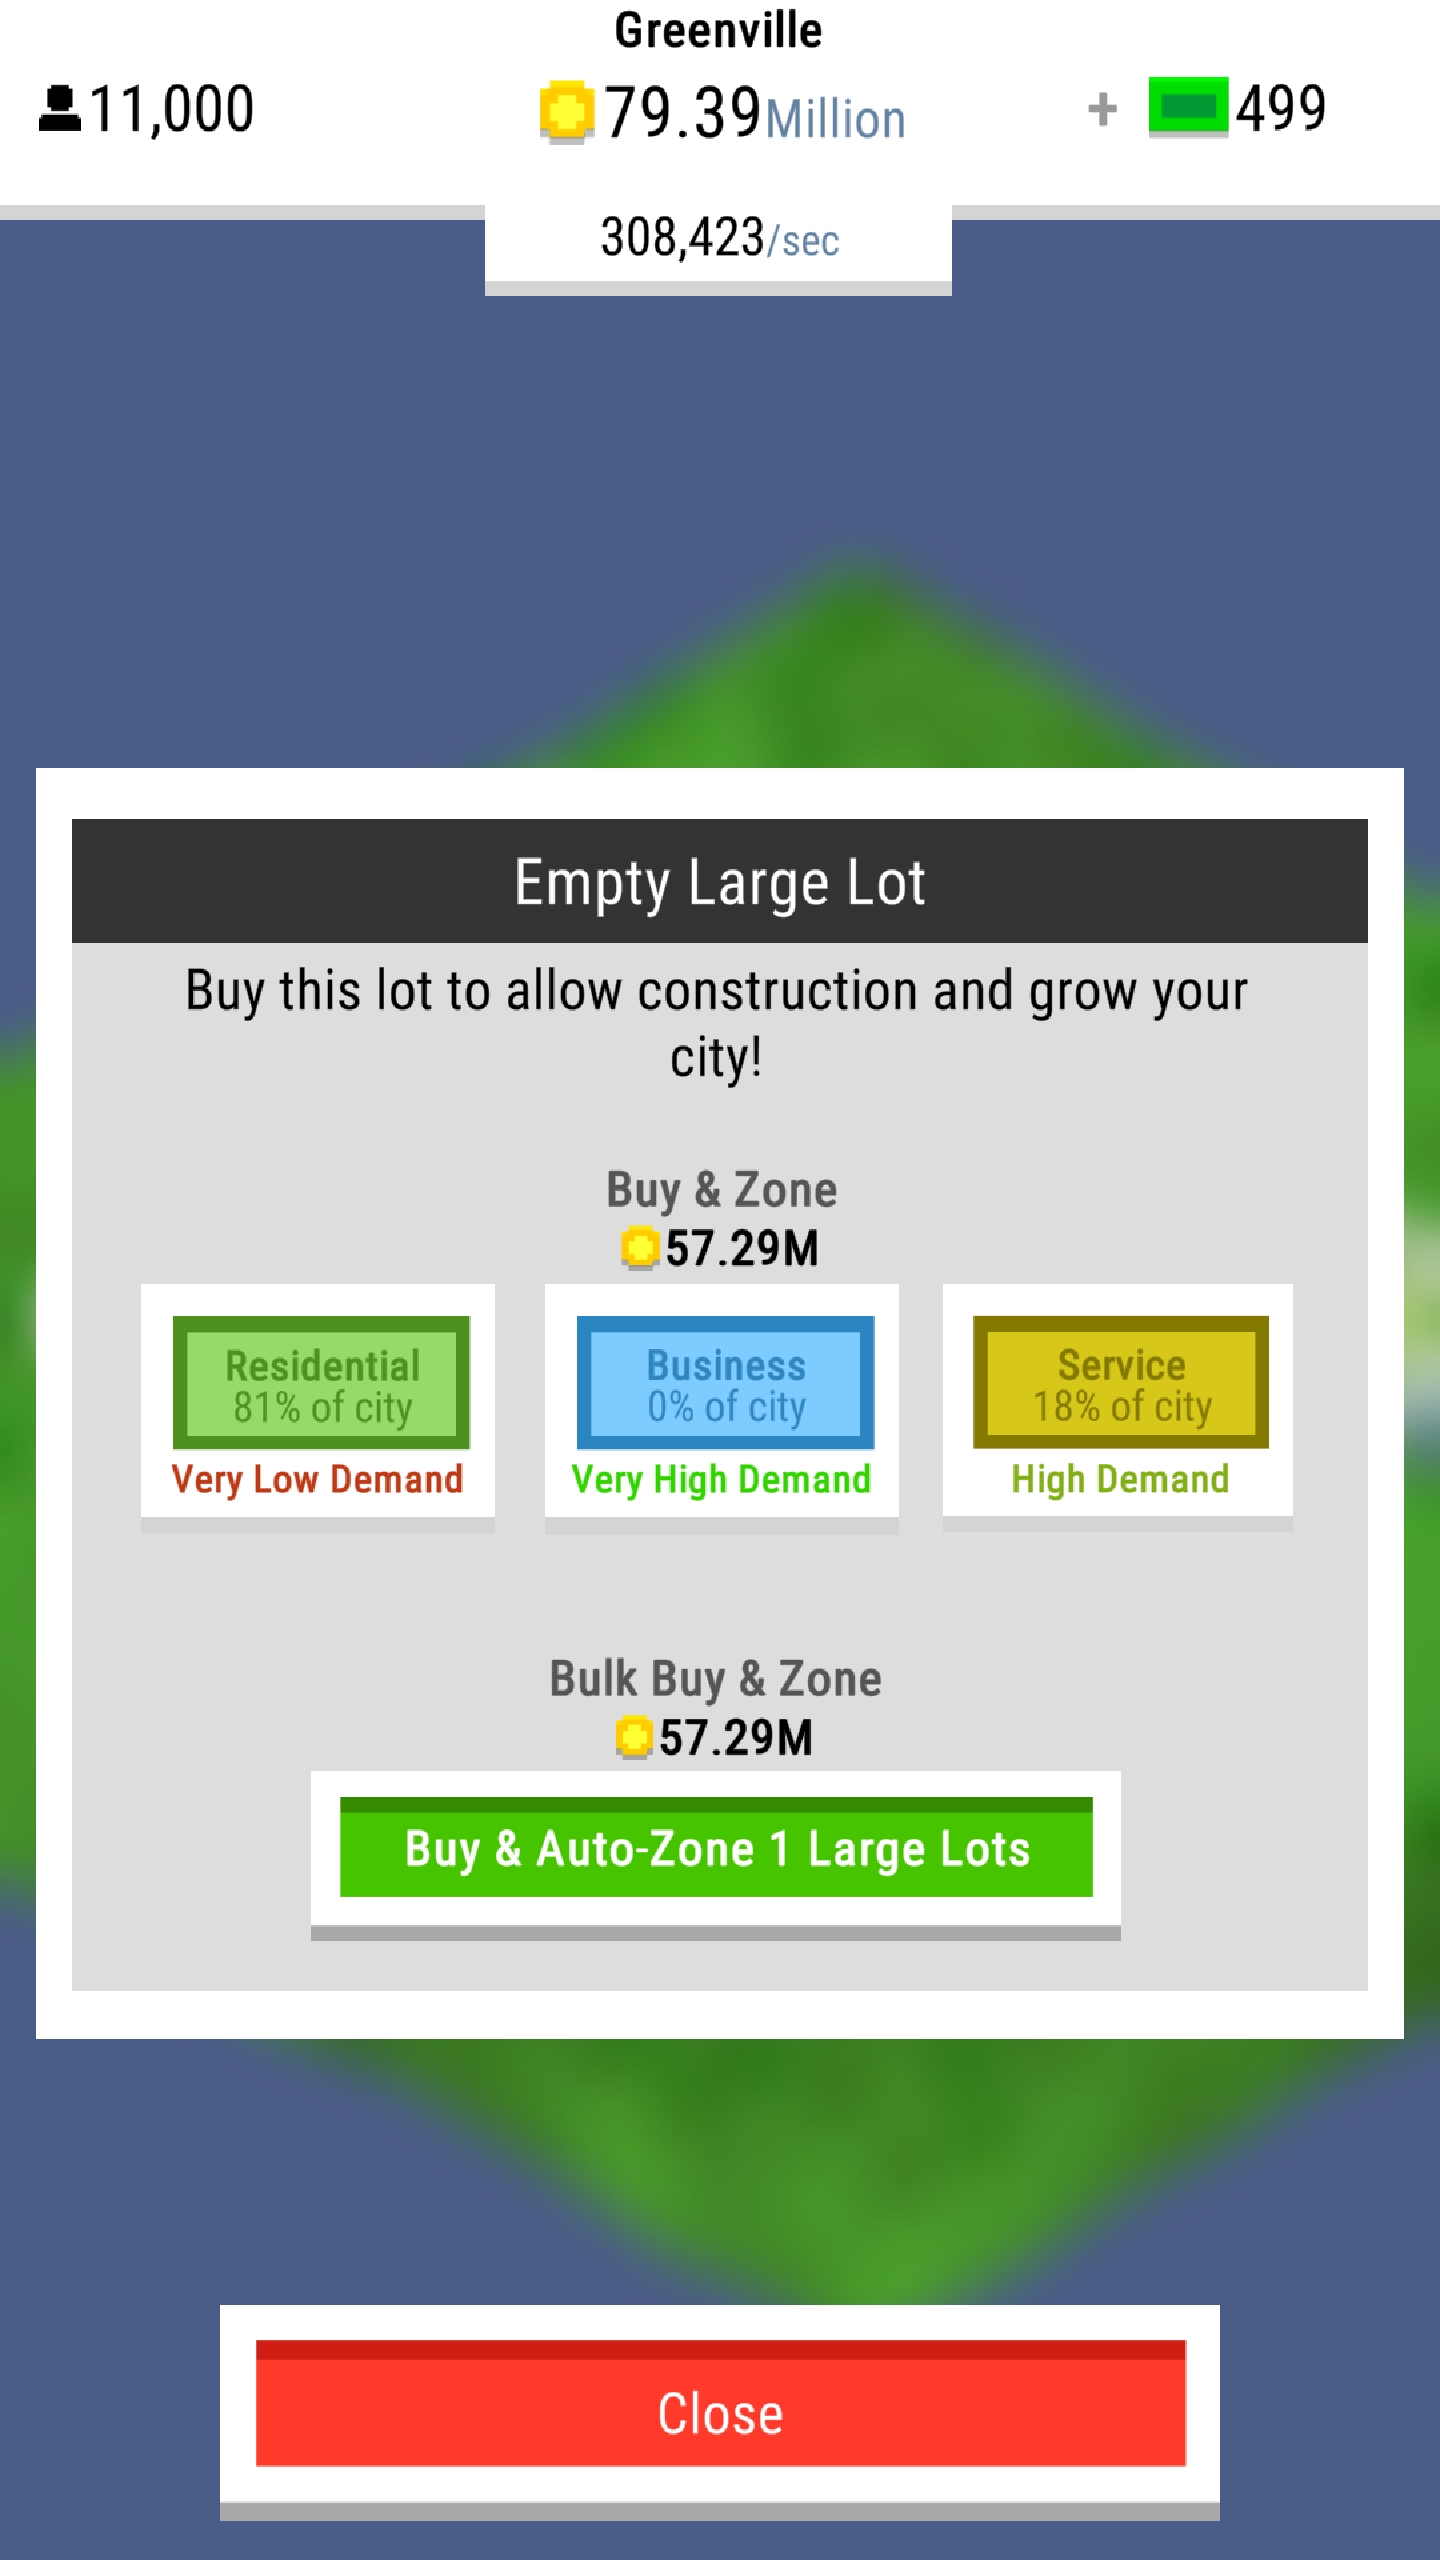 Greenville
11,000
79.39Million
+ 499
308,423/sec
Empty Large Lot
Buy this lot to allow construction and grow your
city!
Buy & Zone
57.29M
Residential
81% of city
Very Low Demand
Business
0% of city
Very High Demand
Service
18% of city
High Demand
Bulk Buy & Zone
57.29M
Buy & Auto-Zone 1 Large Lots
Close